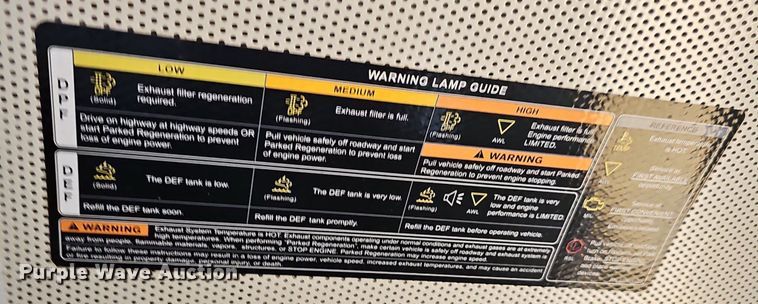 WARNING LAMP GUIDE
LOW
MEDIUM
HIGH
REFERENCE
DPF
(Solid)
Exhaust filter regeneration
required.
Drive on highway at highway speeds OR
start Parked Regeneration to prevent
loss of engine power.
(Flashing)
Exhaust filter is full.
Pull vehicle safely off roadway and start
Parked Regeneration to prevent loss
of engine power.
(Flashing)
AWL
Exhaust filter is full
Engine performance
LIMITED.
WARNING
Pull vehicle safely off roadway and start Parked
Regeneration to prevent engine stopping.
DEF
(Solid)
The DEF tank is low.
Refill the DEF tank soon.
(Flashing)
The DEF tank is very low.
Refill the DEF tank promptly.
(Flashing)
AWL
The DEF tank is very
low and engine
performance is LIMITED.
Refill the DEF tank before operating vehicle.
Exhaust temperature
is HOT.
Service at
FIRST AVAILABLE
opportunity.
RSL
WARNING
Exhaust System Temperature is HOT. Exhaust components operating under normal conditions and exhaust gases are at extremely
high temperatures. When performing "Parked Regeneration", make certain vehicle is safely off roadway and exhaust system is
away from people, flammable materials, vapors, structures, or STOP ENGINE. Parked Regeneration may increase engine speed.
Failure to follow these instructions may result in a loss of engine power, vehicle speed, increased exhaust temperatures, and may cause an accident
or fire resulting in property damage, personal injury, or death.
Purple Wave Auction